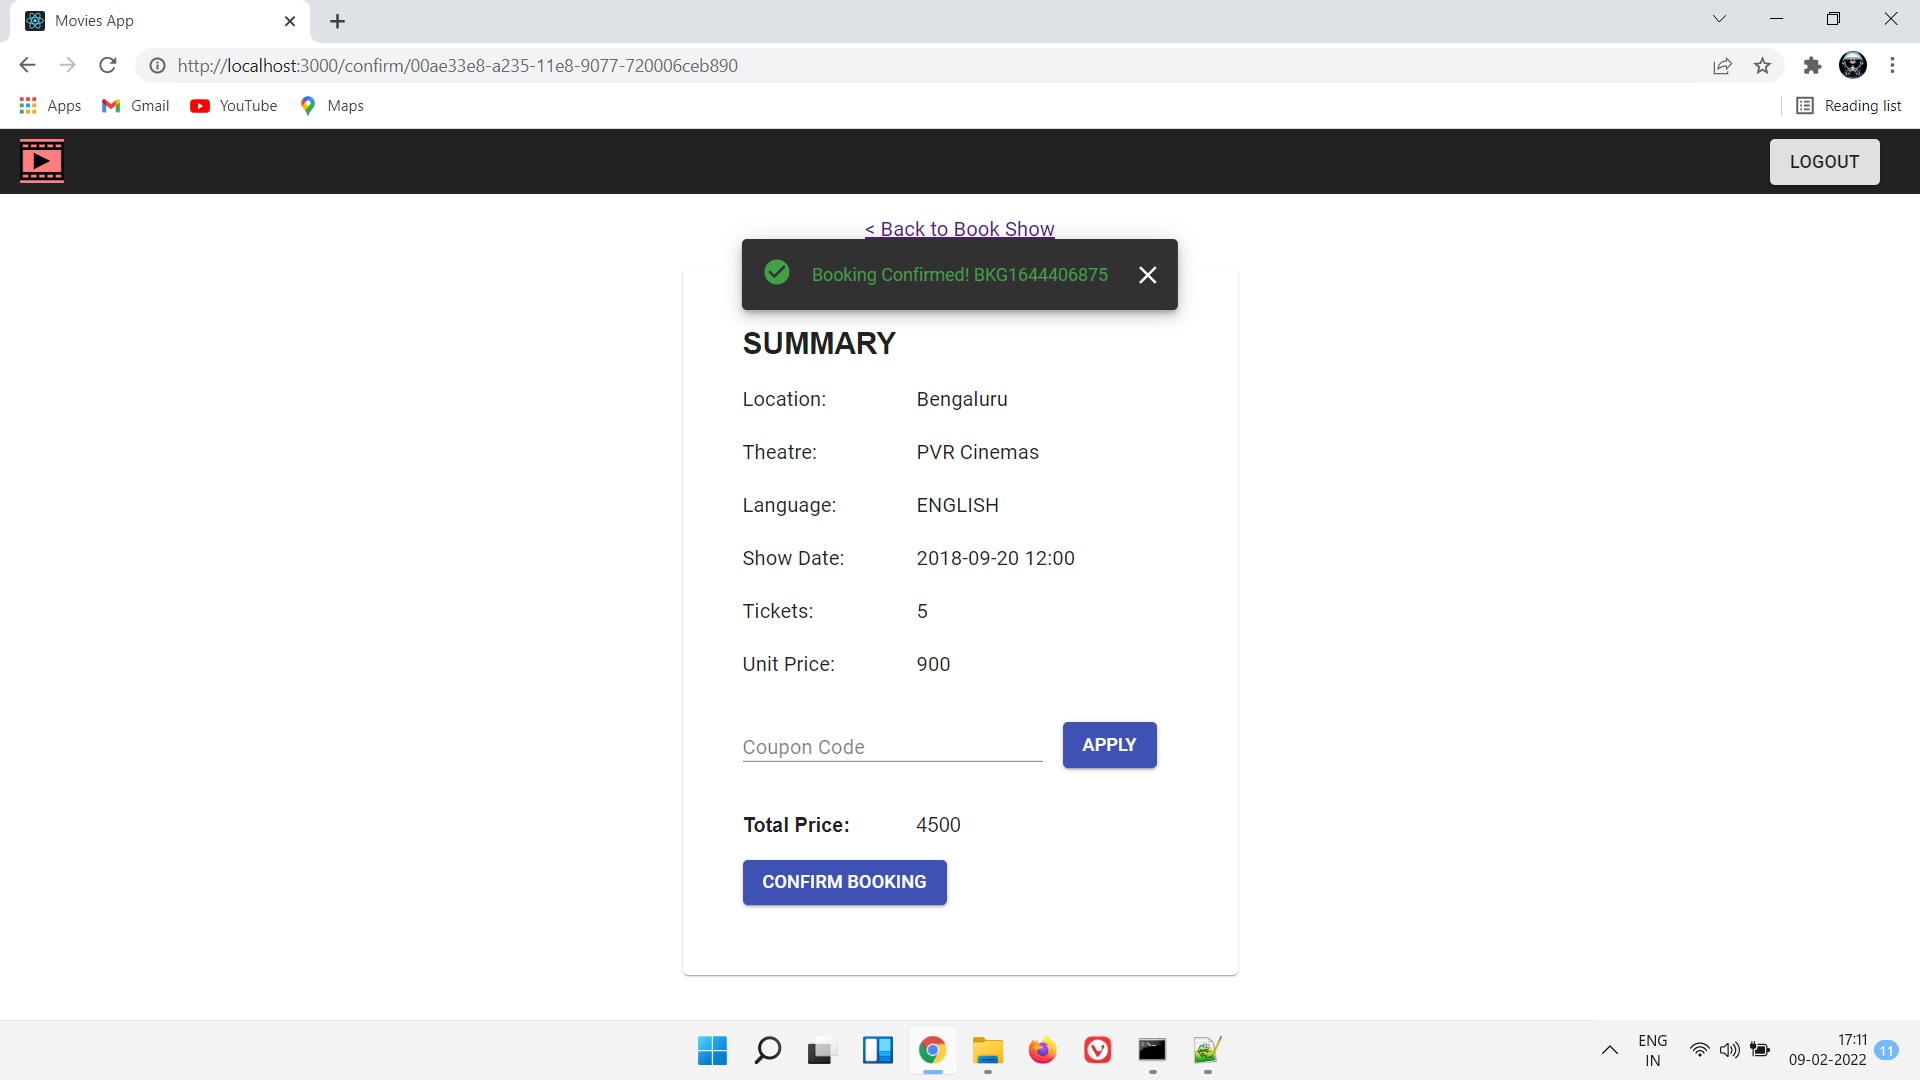 Movies App
http://localhost:3000/confirm/00ae33e8-a235-11e8-9077-720006ceb890
Apps Gmail YouTube Maps Reading list
LOGOUT
< Back to Book Show
Booking Confirmed! BKG1644406875
SUMMARY
Location: Bengaluru
Theatre: PVR Cinemas
Language: ENGLISH
Show Date: 2018-09-20 12:00
Tickets: 5
Unit Price: 900
Coupon Code APPLY
Total Price: 4500
CONFIRM BOOKING
ENG 17:11
IN 09-02-2022 11